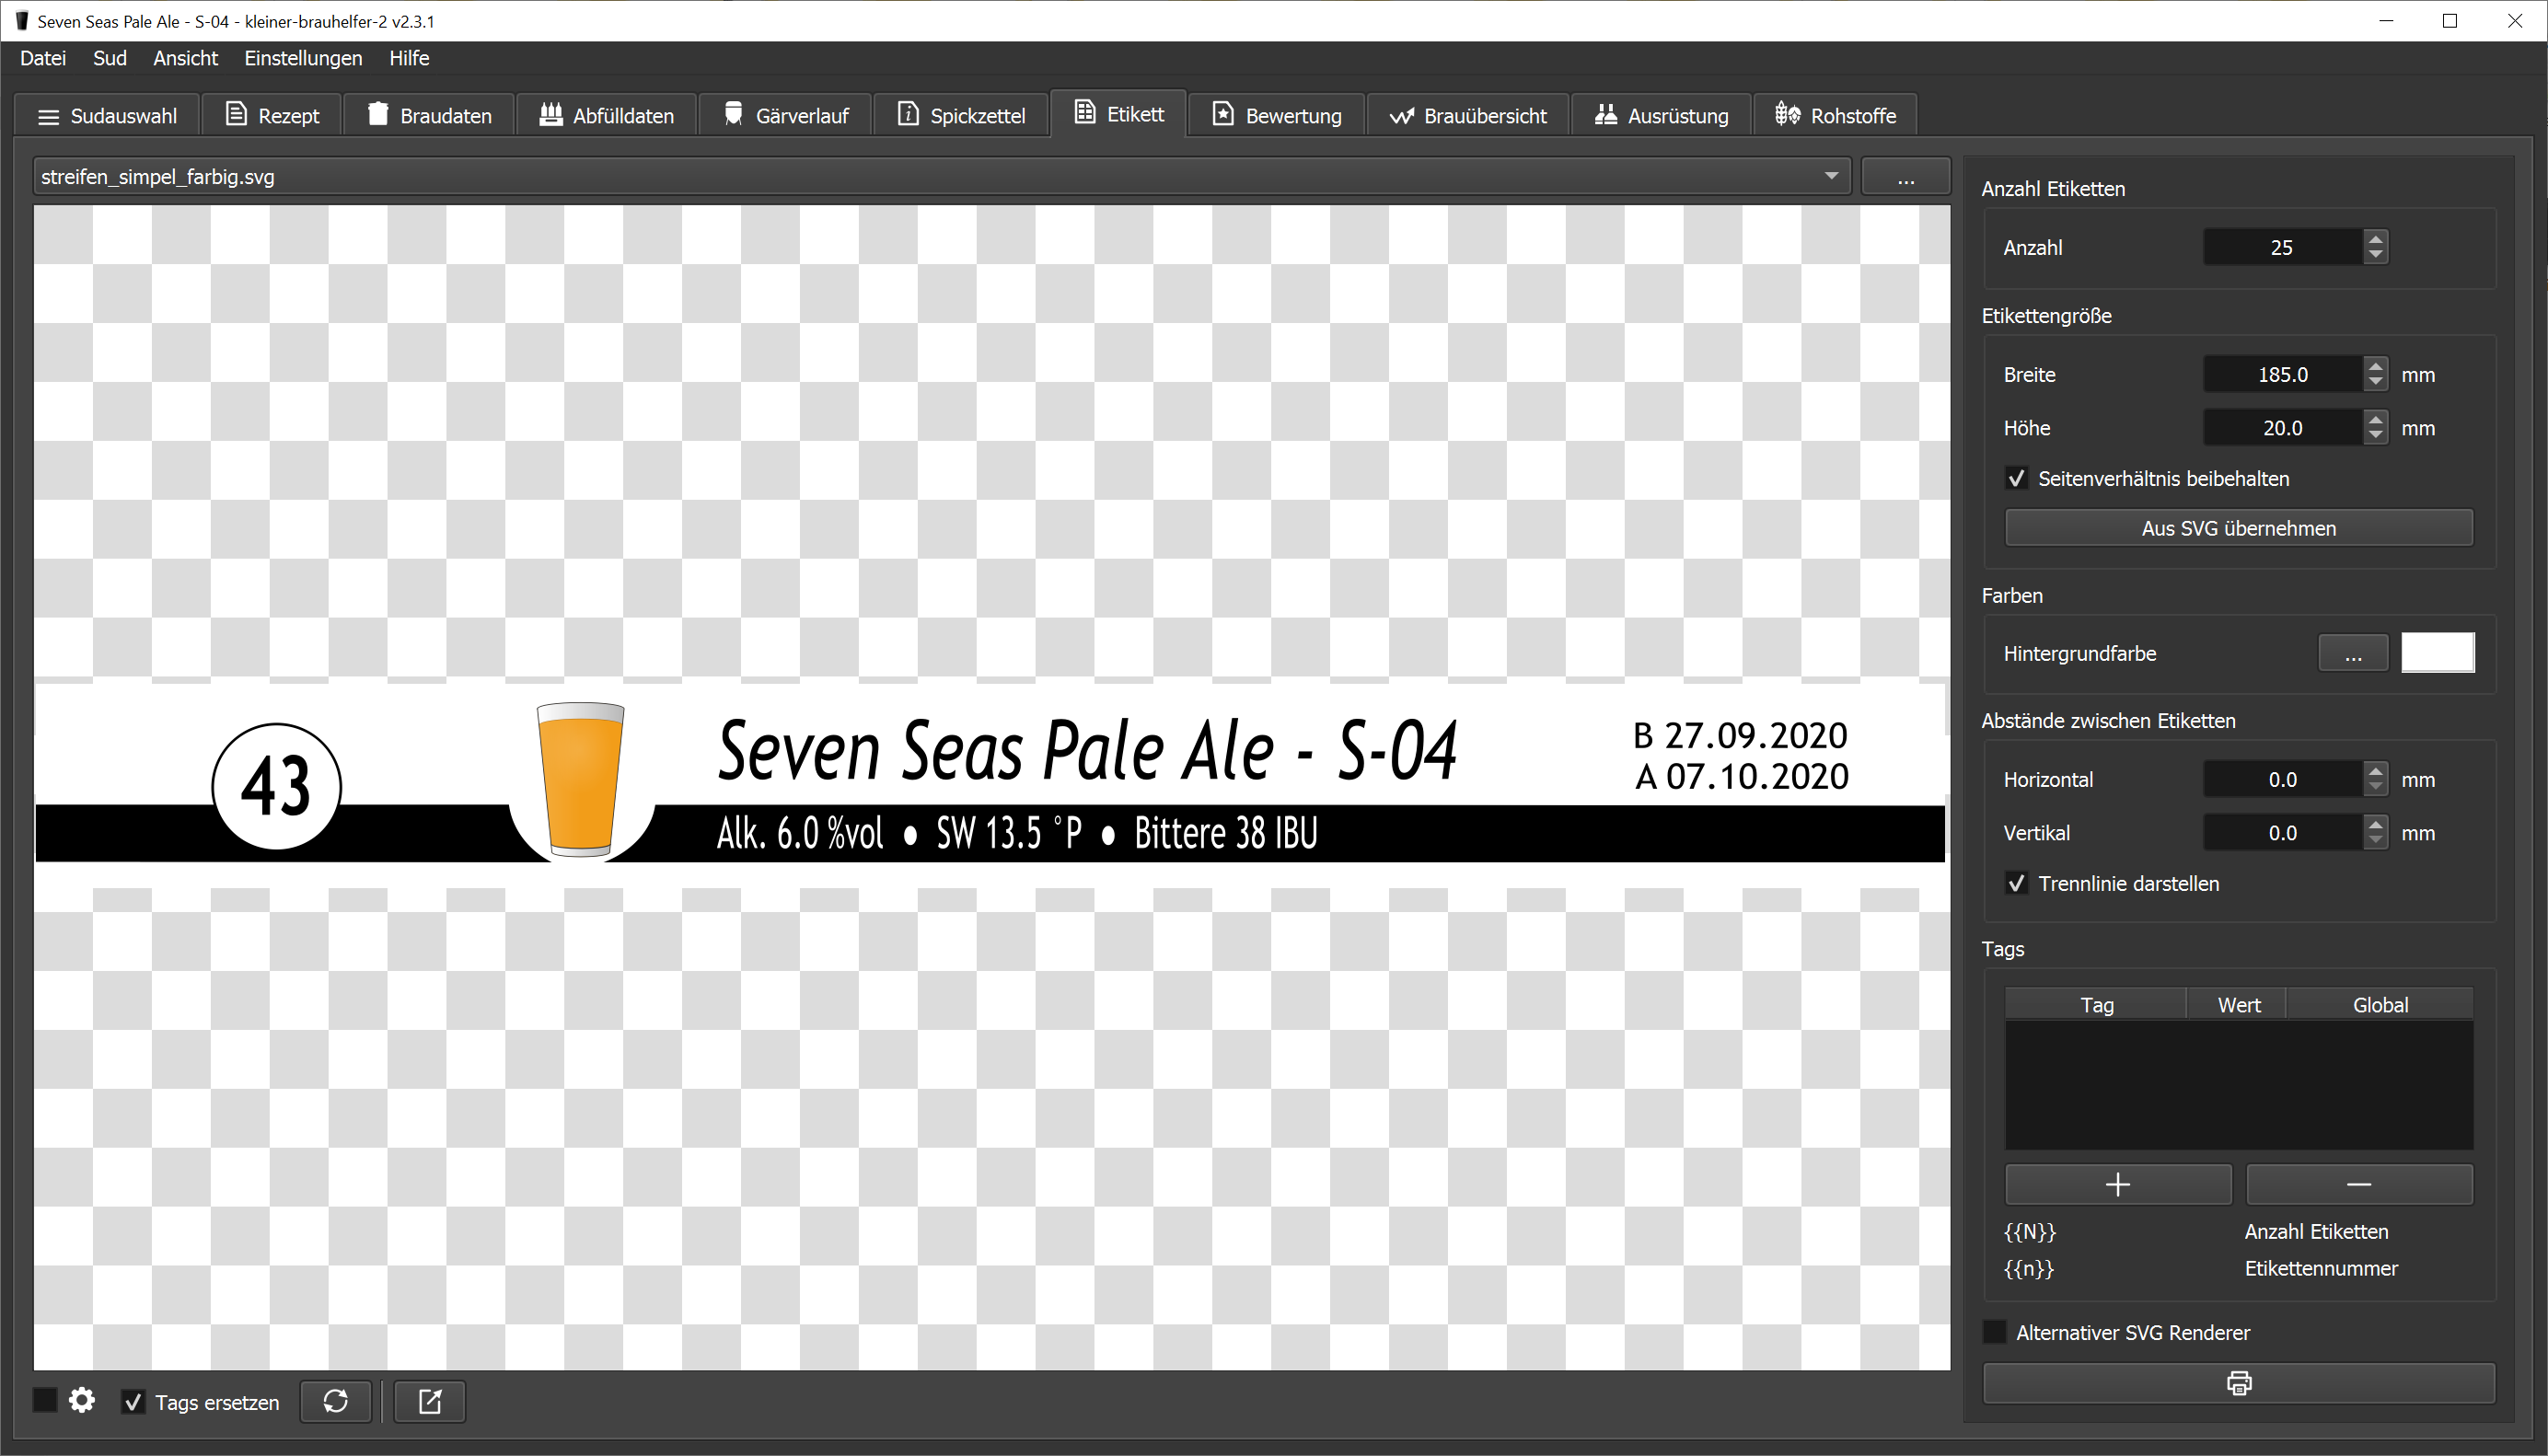 Seven Seas Pale Ale - S-04 - kleiner-brauhelfer-2 v2.3.1
Datei Sud Ansicht Einstellungen Hilfe
Sudauswahl Rezept Braudaten Abfülldaten Gärverlauf Spickzettel Etikett Bewertung Brauübersicht Ausrüstung Rohstoffe
streifen_simpel_farbig.svg ...
43
Seven Seas Pale Ale - S-04
B 27.09.2020
A 07.10.2020
Alk. 6.0 %vol ● SW 13.5 °P ● Bittere 38 IBU
Tags ersetzen
Anzahl Etiketten
Anzahl 25
Etikettengröße
Breite 185.0 mm
Höhe 20.0 mm
Seitenverhältnis beibehalten
Aus SVG übernehmen
Farben
Hintergrundfarbe ...
Abstände zwischen Etiketten
Horizontal 0.0 mm
Vertikal 0.0 mm
Trennlinie darstellen
Tags
Tag Wert Global
{{N}} Anzahl Etiketten
{{n}} Etikettennummer
Alternativer SVG Renderer